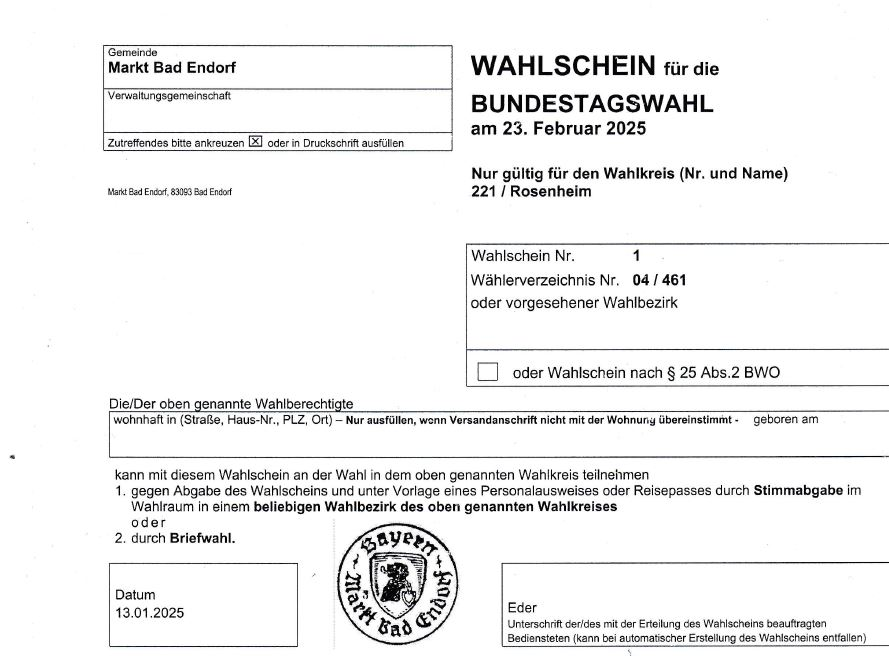 Gemeinde
Markt Bad Endorf
Verwaltungsgemeinschaft
Zutreffendes bitte ankreuzen ☒ oder in Druckschrift ausfüllen
Markt Bad Endorf, 83093 Bad Endorf
WAHLSCHEIN für die
BUNDESTAGSWAHL
am 23. Februar 2025
Nur gültig für den Wahlkreis (Nr. und Name)
221 / Rosenheim
Wahlschein Nr. 1
Wählerverzeichnis Nr. 04 / 461
oder vorgesehener Wahlbezirk
☐ oder Wahlschein nach § 25 Abs.2 BWO
Die/Der oben genannte Wahlberechtigte
wohnhaft in (Straße, Haus-Nr., PLZ, Ort) – Nur ausfüllen, wenn Versandanschrift nicht mit der Wohnung übereinstimmt - geboren am
kann mit diesem Wahlschein an der Wahl in dem oben genannten Wahlkreis teilnehmen
1. gegen Abgabe des Wahlscheins und unter Vorlage eines Personalausweises oder Reisepasses durch Stimmabgabe im
Wahlraum in einem beliebigen Wahlbezirk des oben genannten Wahlkreises
oder
2. durch Briefwahl.
Bayern
Markt Bad Endorf
Datum
13.01.2025
Eder
Unterschrift der/des mit der Erteilung des Wahlscheins beauftragten
Bediensteten (kann bei automatischer Erstellung des Wahlscheins entfallen)